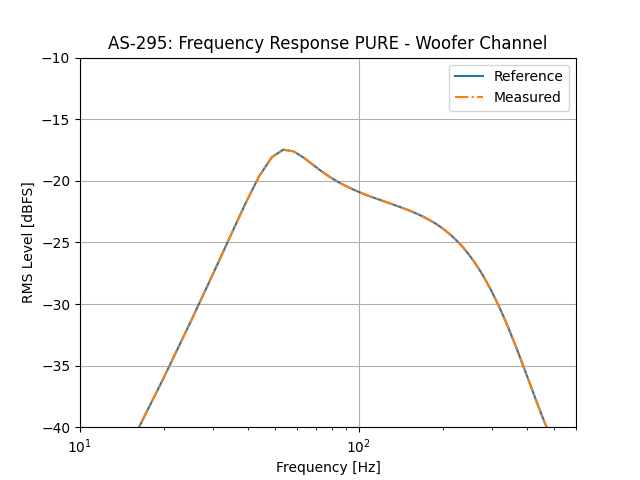 AS-295: Frequency Response PURE - Woofer Channel
Reference
Measured
RMS Level [dBFS]
−10
−15
−20
−25
−30
−35
−40
10¹
10²
Frequency [Hz]